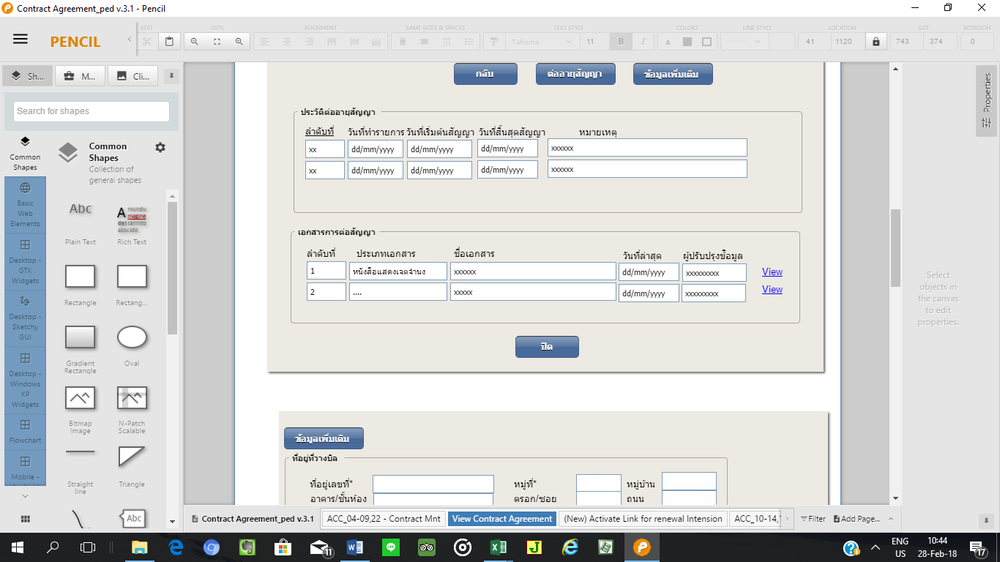 Contract Agreement_ped v.3.1 - Pencil
PENCIL
EDIT
100%
ALIGNMENT
SAME SIZES & SPACES
TEXT STYLE
COLORS
LINE STYLE
LOCATION
SIZE
ROTATION
Tahoma 11 B I A 41 1120 743 374 0
Sh... M... Cli...
Search for shapes
Common Shapes
Basic Web Elements
Desktop - GTK Widgets
Desktop - Sketchy GUI
Desktop - Windows XP Widgets
Flowchart
Mobile -
Common Shapes
Collection of general shapes
Abc
A mundu
magine
del tannito
abscidit
Plain Text Rich Text
Rectangle Rectang...
Gradient Rectangle Oval
Bitmap Image N-Patch Scalable
Straight line Triangle
Abc
กลับ ต่ออายุสัญญา ข้อมูลเพิ่มเติม
ประวัติต่ออายุสัญญา
ลำดับที่ วันที่ทำรายการ วันที่เริ่มต้นสัญญา วันที่สิ้นสุดสัญญา หมายเหตุ
xx dd/mm/yyyy dd/mm/yyyy dd/mm/yyyy xxxxxx
xx dd/mm/yyyy dd/mm/yyyy dd/mm/yyyy xxxxxx
เอกสารการต่อสัญญา
ลำดับที่ ประเภทเอกสาร ชื่อเอกสาร วันที่ล่าสุด ผู้ปรับปรุงข้อมูล
1 หนังสือแสดงเจตจำนง xxxxxx dd/mm/yyyy xxxxxxxxx View
2 .... xxxxx dd/mm/yyyy xxxxxxxxx View
ปิด
ข้อมูลเพิ่มเติม
ที่อยู่ที่วางบิล
ที่อยู่เลขที่* หมู่ที่* หมู่บ้าน
อาคาร/ชั้นห้อง ตรอก/ซอย ถนน
Properties
Select objects in the canvas to edit properties.
Contract Agreement_ped v.3.1 ACC_04-09,22 - Contract Mnt View Contract Agreement (New) Activate Link for renewal Intension ACC_10-14,1 Filter Add Page...
11
ENG
US
10:44
28-Feb-18
17